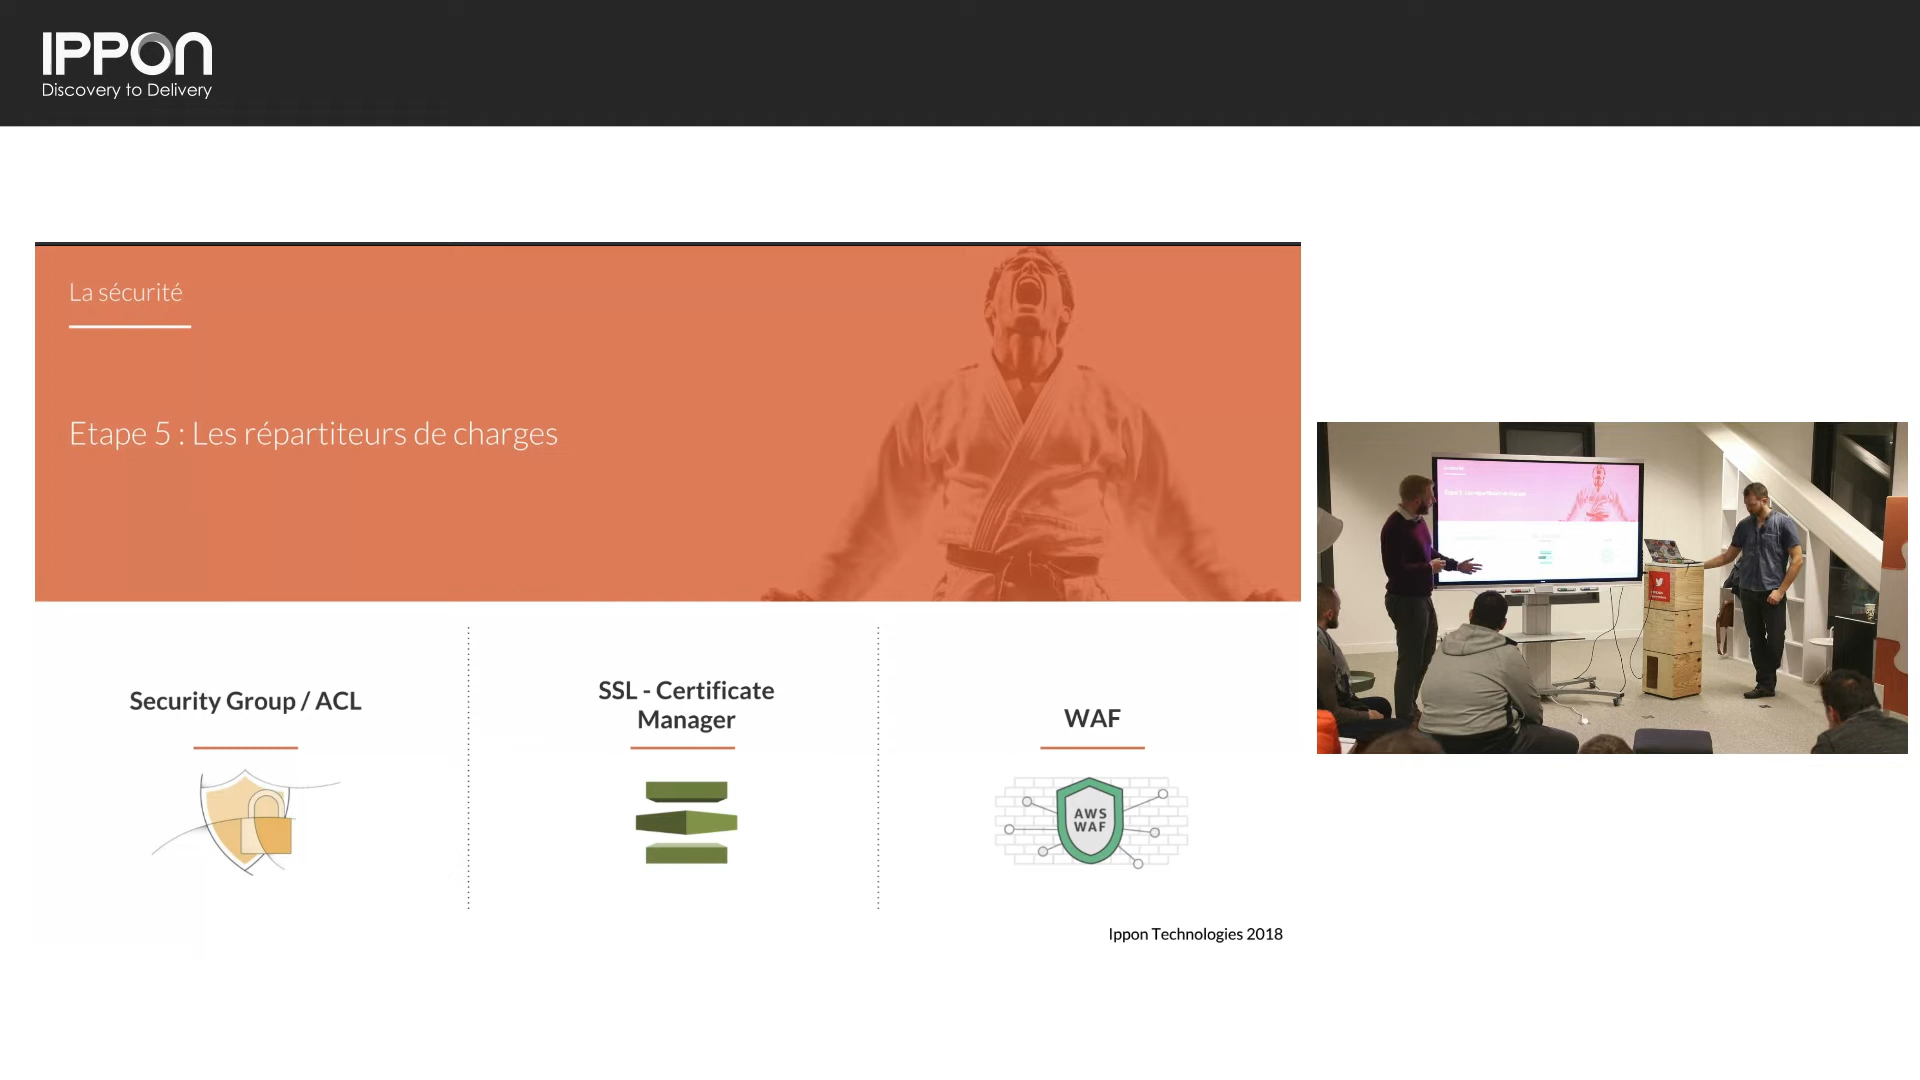 IPPON
Discovery to Delivery
La sécurité
Etape 5 : Les répartiteurs de charges
Security Group / ACL
SSL - Certificate
Manager
WAF
AWS
WAF
Ippon Technologies 2018